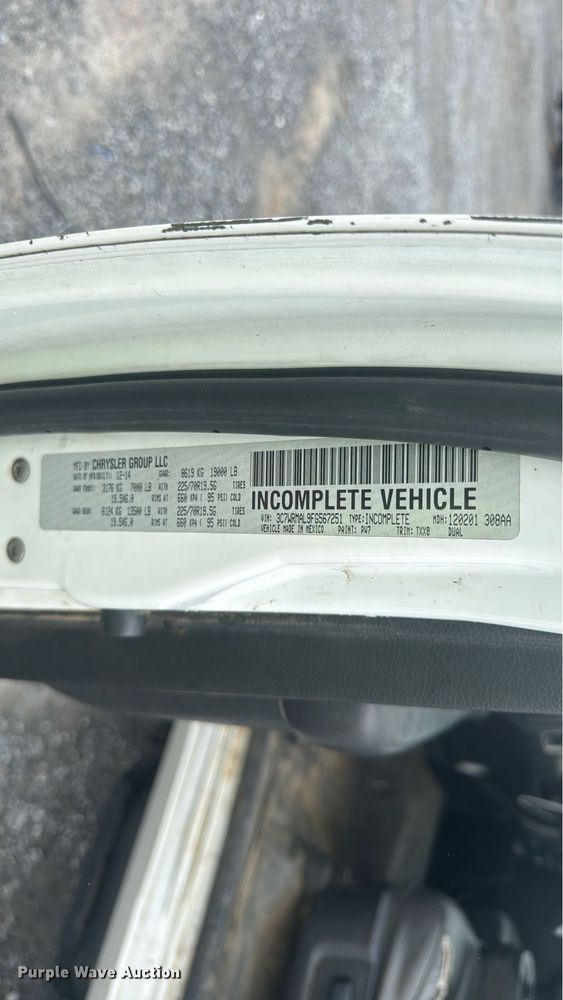 MFD BY CHRYSLER GROUP LLC
DATE OF MFR(BUILT): 12-14 GVWR: 8619 KG 19000 LB
GAWR FRONT: 3176 KG 7000 LB WITH 225/70R19.5G TIRES
19.5X6.0 RIMS AT 660 KPA ( 95 PSI) COLD
GAWR REAR: 6124 KG 13500 LB WITH 225/70R19.5G TIRES
19.5X6.0 RIMS AT 660 KPA ( 95 PSI) COLD
INCOMPLETE VEHICLE
VIN: 3C7WRMAL9FG567251 TYPE: INCOMPLETE MDH: 120201 308AA
VEHICLE MADE IN MEXICO PAINT: PW7 TRIM: TXX8 DUAL
Purple Wave Auction